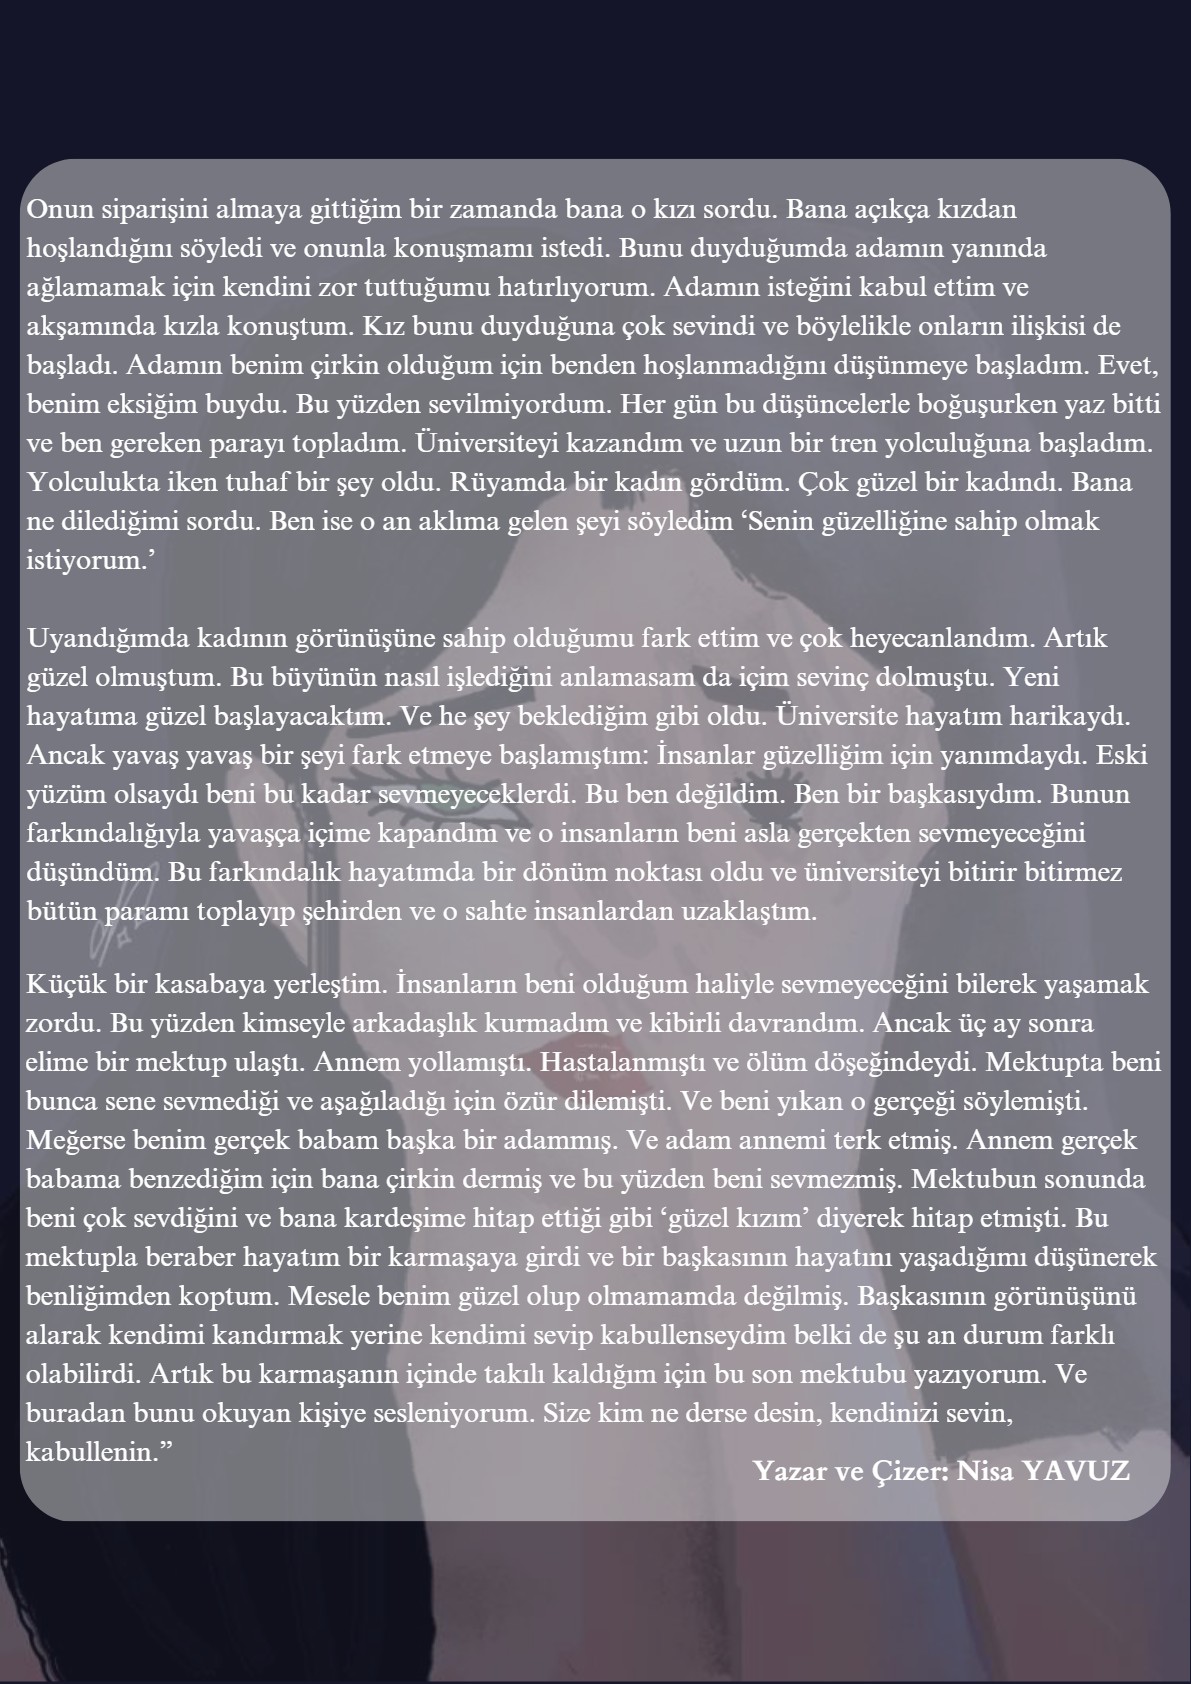 Onun siparişini almaya gittiğim bir zamanda bana o kızı sordu. Bana açıkça kızdan
hoşlandığını söyledi ve onunla konuşmamı istedi. Bunu duyduğumda adamın yanında
ağlamamak için kendini zor tuttuğumu hatırlıyorum. Adamın isteğini kabul ettim ve
akşamında kızla konuştum. Kız bunu duyduğuna çok sevindi ve böylelikle onların ilişkisi de
başladı. Adamın benim çirkin olduğum için benden hoşlanmadığını düşünmeye başladım. Evet,
benim eksiğim buydu. Bu yüzden sevilmiyordum. Her gün bu düşüncelerle boğuşurken yaz bitti
ve ben gereken parayı topladım. Üniversiteyi kazandım ve uzun bir tren yolculuğuna başladım.
Yolculukta iken tuhaf bir şey oldu. Rüyamda bir kadın gördüm. Çok güzel bir kadındı. Bana
ne dilediğimi sordu. Ben ise o an aklıma gelen şeyi söyledim ‘Senin güzelliğine sahip olmak
istiyorum.’
Uyandığımda kadının görünüşüne sahip olduğumu fark ettim ve çok heyecanlandım. Artık
güzel olmuştum. Bu büyünün nasıl işlediğini anlamasam da içim sevinç dolmuştu. Yeni
hayatıma güzel başlayacaktım. Ve he şey beklediğim gibi oldu. Üniversite hayatım harikaydı.
Ancak yavaş yavaş bir şeyi fark etmeye başlamıştım: İnsanlar güzelliğim için yanımdaydı. Eski
yüzüm olsaydı beni bu kadar sevmeyeceklerdi. Bu ben değildim. Ben bir başkasıydım. Bunun
farkındalığıyla yavaşça içime kapandım ve o insanların beni asla gerçekten sevmeyeceğini
düşündüm. Bu farkındalık hayatımda bir dönüm noktası oldu ve üniversiteyi bitirir bitirmez
bütün paramı toplayıp şehirden ve o sahte insanlardan uzaklaştım.
Küçük bir kasabaya yerleştim. İnsanların beni olduğum haliyle sevmeyeceğini bilerek yaşamak
zordu. Bu yüzden kimseyle arkadaşlık kurmadım ve kibirli davrandım. Ancak üç ay sonra
elime bir mektup ulaştı. Annem yollamıştı. Hastalanmıştı ve ölüm döşeğindeydi. Mektupta beni
bunca sene sevmediği ve aşağıladığı için özür dilemişti. Ve beni yıkan o gerçeği söylemişti.
Meğerse benim gerçek babam başka bir adammış. Ve adam annemi terk etmiş. Annem gerçek
babama benzediğim için bana çirkin dermiş ve bu yüzden beni sevmezmiş. Mektubun sonunda
beni çok sevdiğini ve bana kardeşime hitap ettiği gibi ‘güzel kızım’ diyerek hitap etmişti. Bu
mektupla beraber hayatım bir karmaşaya girdi ve bir başkasının hayatını yaşadığımı düşünerek
benliğimden koptum. Mesele benim güzel olup olmamamda değilmiş. Başkasının görünüşünü
alarak kendimi kandırmak yerine kendimi sevip kabullenseydim belki de şu an durum farklı
olabilirdi. Artık bu karmaşanın içinde takılı kaldığım için bu son mektubu yazıyorum. Ve
buradan bunu okuyan kişiye sesleniyorum. Size kim ne derse desin, kendinizi sevin,
kabullenin.”
Yazar ve Çizer: Nisa YAVUZ